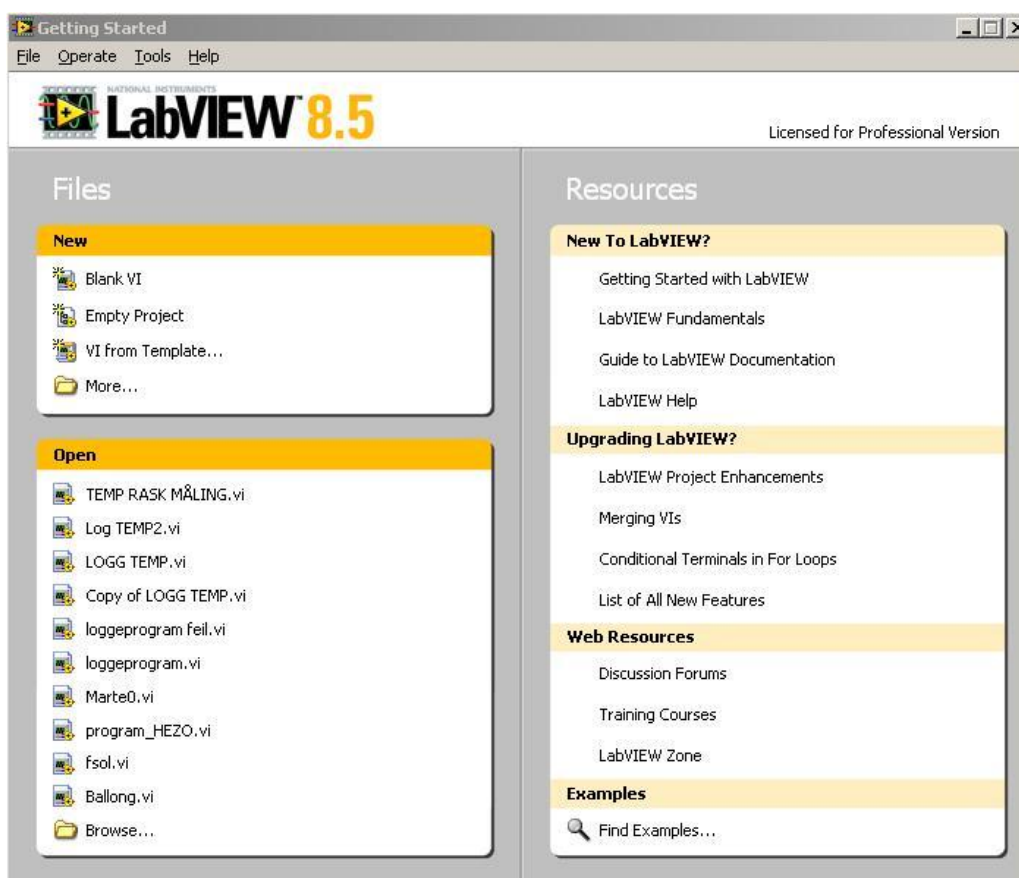 Getting Started
File Operate Tools Help
NATIONAL INSTRUMENTS
LabVIEW™ 8.5
Licensed for Professional Version
Files
New
Blank VI
Empty Project
VI from Template...
More...
Open
TEMP RASK MÅLING.vi
Log TEMP2.vi
LOGG TEMP.vi
Copy of LOGG TEMP.vi
loggeprogram feil.vi
loggeprogram.vi
Marte0.vi
program_HEZO.vi
fsol.vi
Ballong.vi
Browse...
Resources
New To LabVIEW?
Getting Started with LabVIEW
LabVIEW Fundamentals
Guide to LabVIEW Documentation
LabVIEW Help
Upgrading LabVIEW?
LabVIEW Project Enhancements
Merging VIs
Conditional Terminals in For Loops
List of All New Features
Web Resources
Discussion Forums
Training Courses
LabVIEW Zone
Examples
Find Examples...